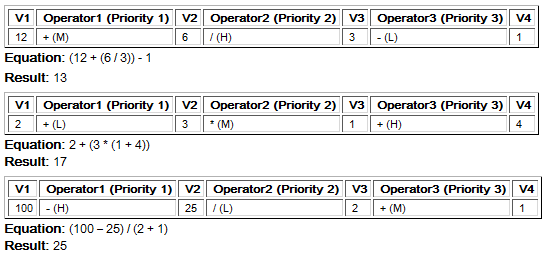 V1 Operator1 (Priority 1) V2 Operator2 (Priority 2) V3 Operator3 (Priority 3) V4
12 + (M) 6 / (H) 3 - (L) 1
Equation: (12 + (6 / 3)) - 1
Result: 13
V1 Operator1 (Priority 1) V2 Operator2 (Priority 2) V3 Operator3 (Priority 3) V4
2 + (L) 3 * (M) 1 + (H) 4
Equation: 2 + (3 * (1 + 4))
Result: 17
V1 Operator1 (Priority 1) V2 Operator2 (Priority 2) V3 Operator3 (Priority 3) V4
100 - (H) 25 / (L) 2 + (M) 1
Equation: (100 – 25) / (2 + 1)
Result: 25